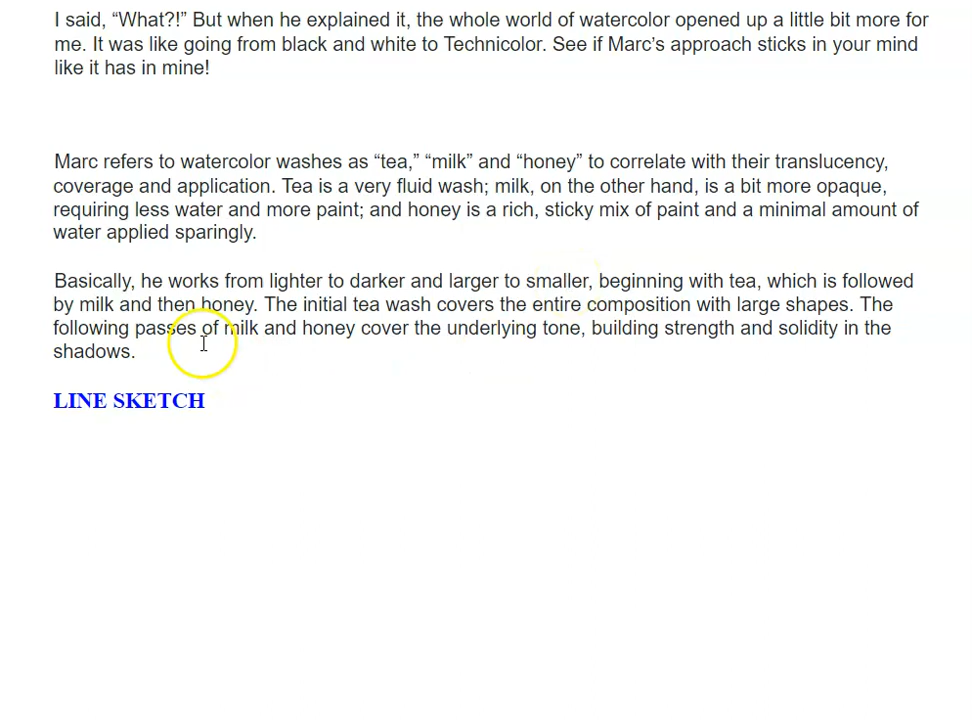 I said, “What?!” But when he explained it, the whole world of watercolor opened up a little bit more for
me. It was like going from black and white to Technicolor. See if Marc’s approach sticks in your mind
like it has in mine!
Marc refers to watercolor washes as “tea,” “milk” and “honey” to correlate with their translucency,
coverage and application. Tea is a very fluid wash; milk, on the other hand, is a bit more opaque,
requiring less water and more paint; and honey is a rich, sticky mix of paint and a minimal amount of
water applied sparingly.
Basically, he works from lighter to darker and larger to smaller, beginning with tea, which is followed
by milk and then honey. The initial tea wash covers the entire composition with large shapes. The
following passes of milk and honey cover the underlying tone, building strength and solidity in the
shadows.
LINE SKETCH